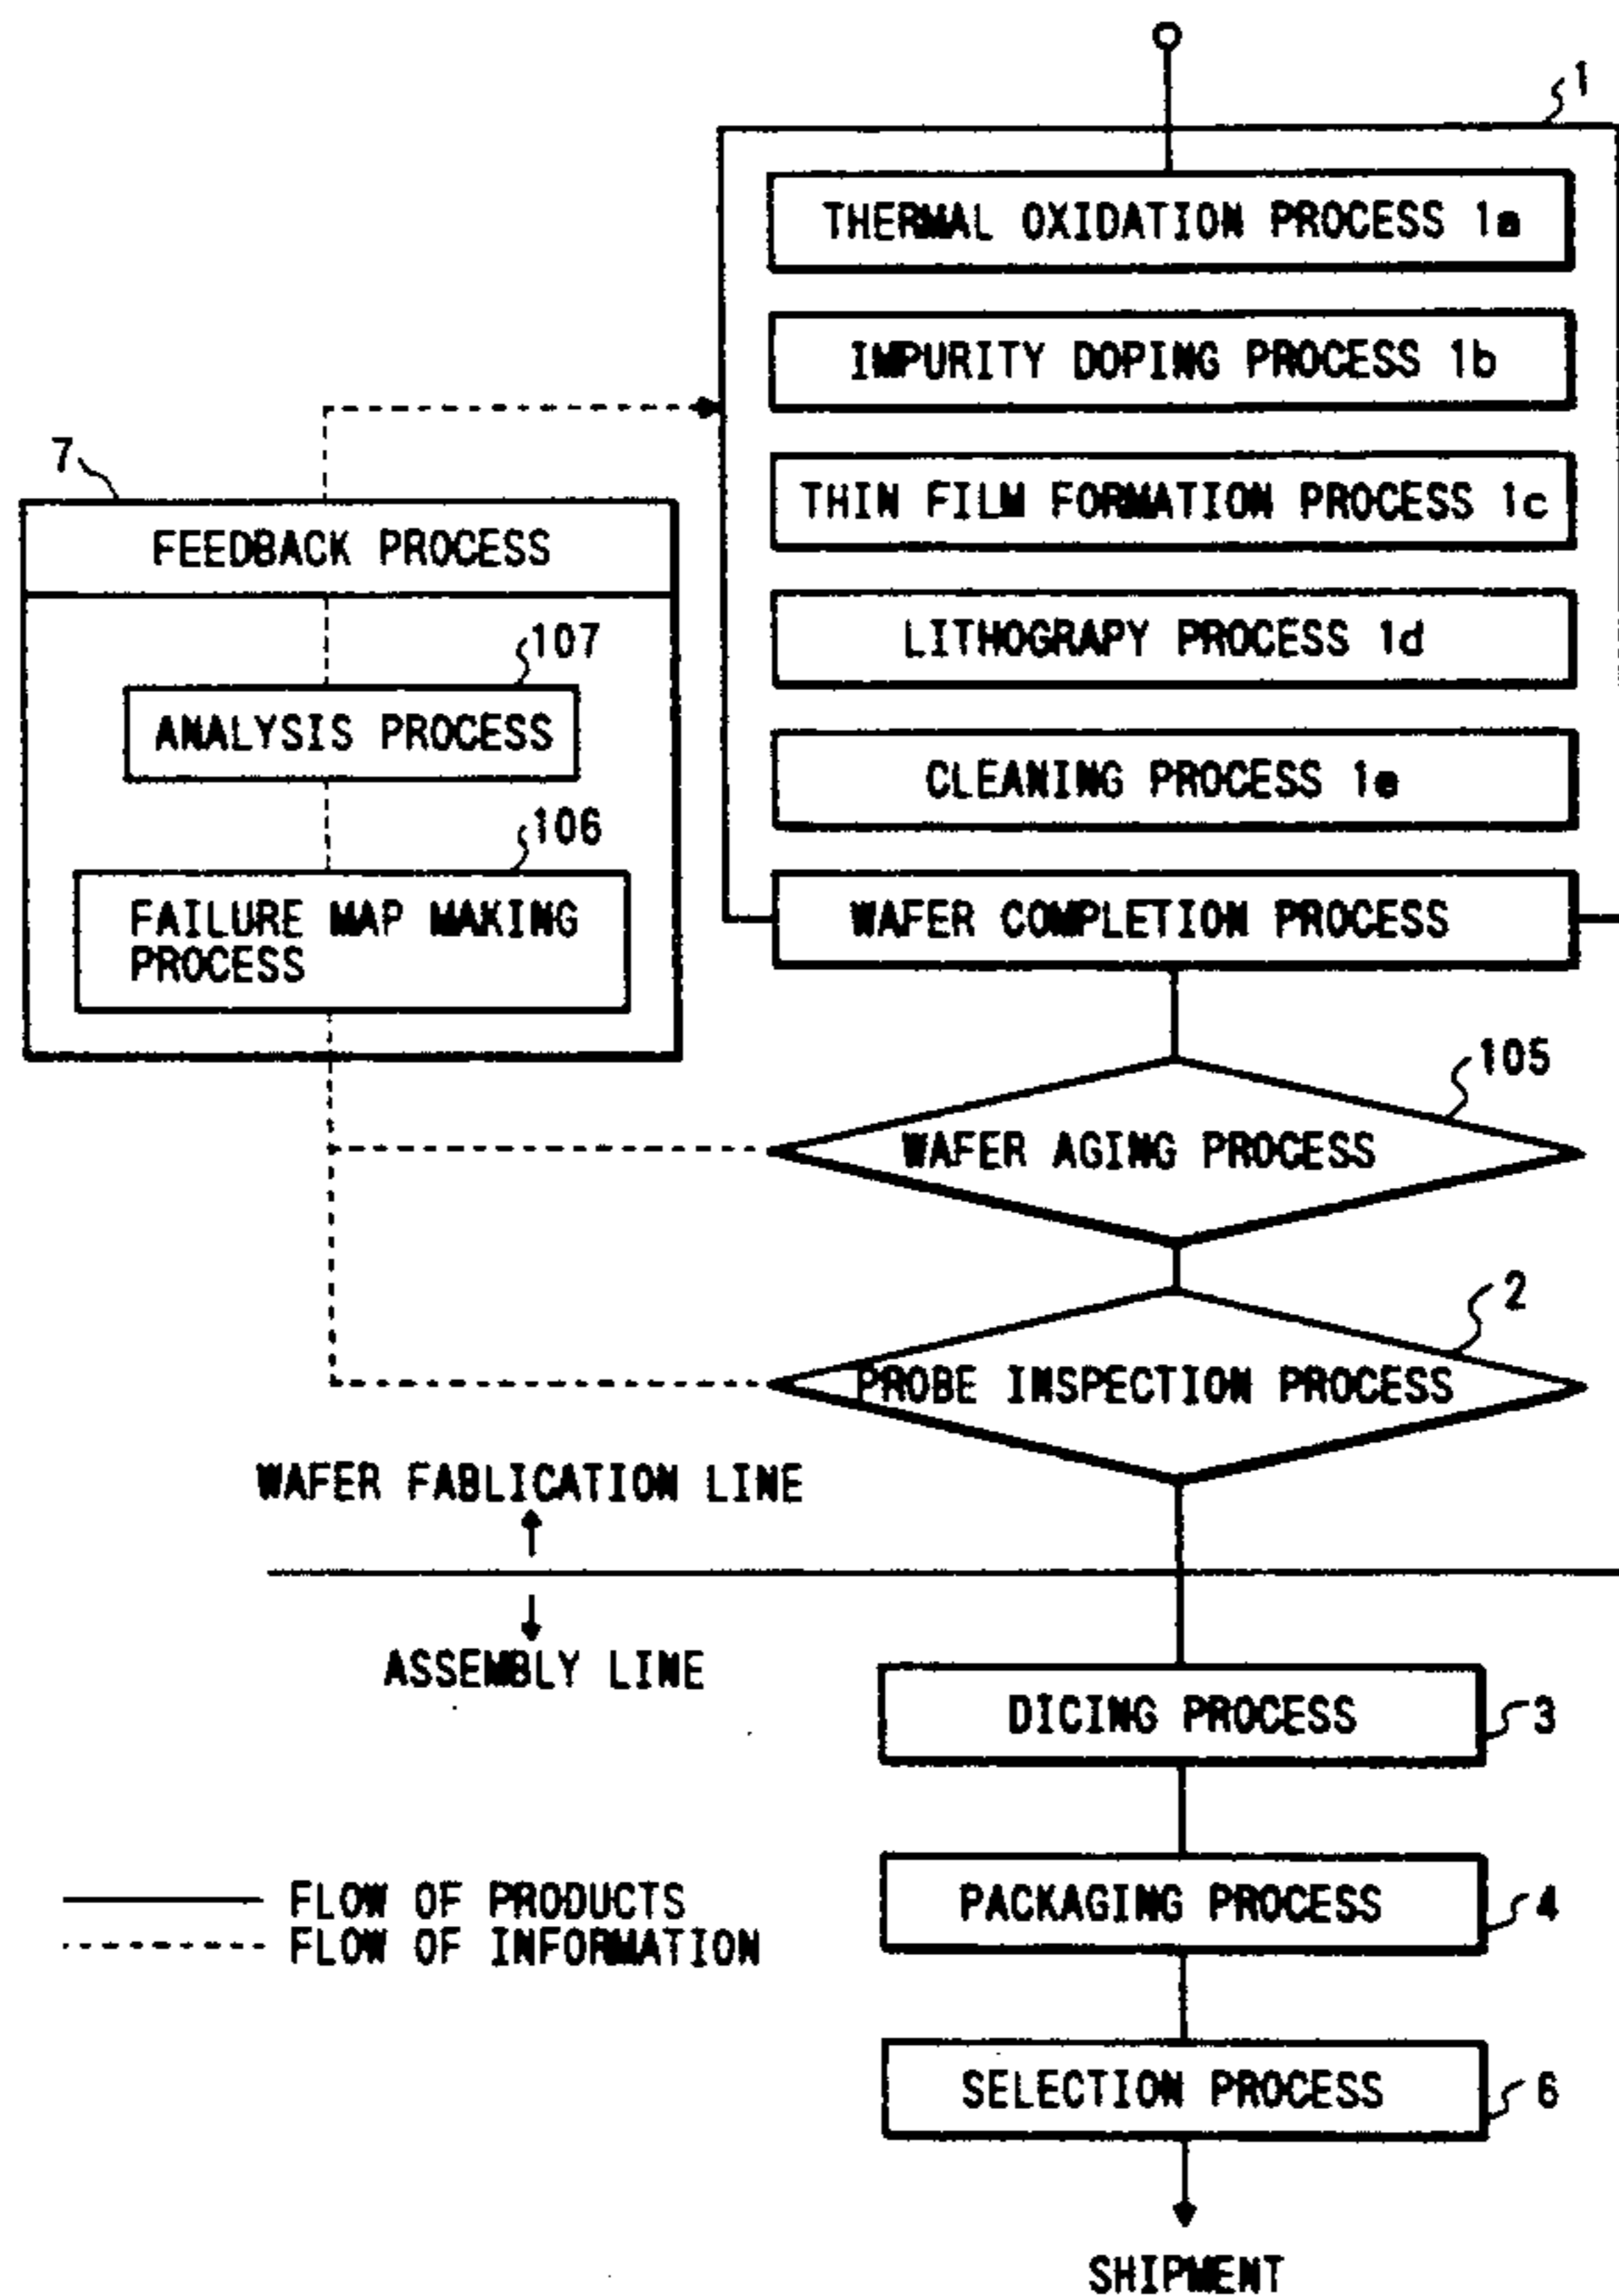 1
THERMAL OXIDATION PROCESS 1a
IMPURITY DOPING PROCESS 1b
THIN FILM FORMATION PROCESS 1c
LITHOGRAPY PROCESS 1d
CLEANING PROCESS 1e
WAFER COMPLETION PROCESS
7
FEEDBACK PROCESS
107
ANALYSIS PROCESS
106
FAILURE MAP MAKING
PROCESS
105
WAFER AGING PROCESS
2
PROBE INSPECTION PROCESS
WAFER FABLICATION LINE
ASSEMBLY LINE
DICING PROCESS
3
PACKAGING PROCESS
4
SELECTION PROCESS
6
SHIPMENT
FLOW OF PRODUCTS
FLOW OF INFORMATION